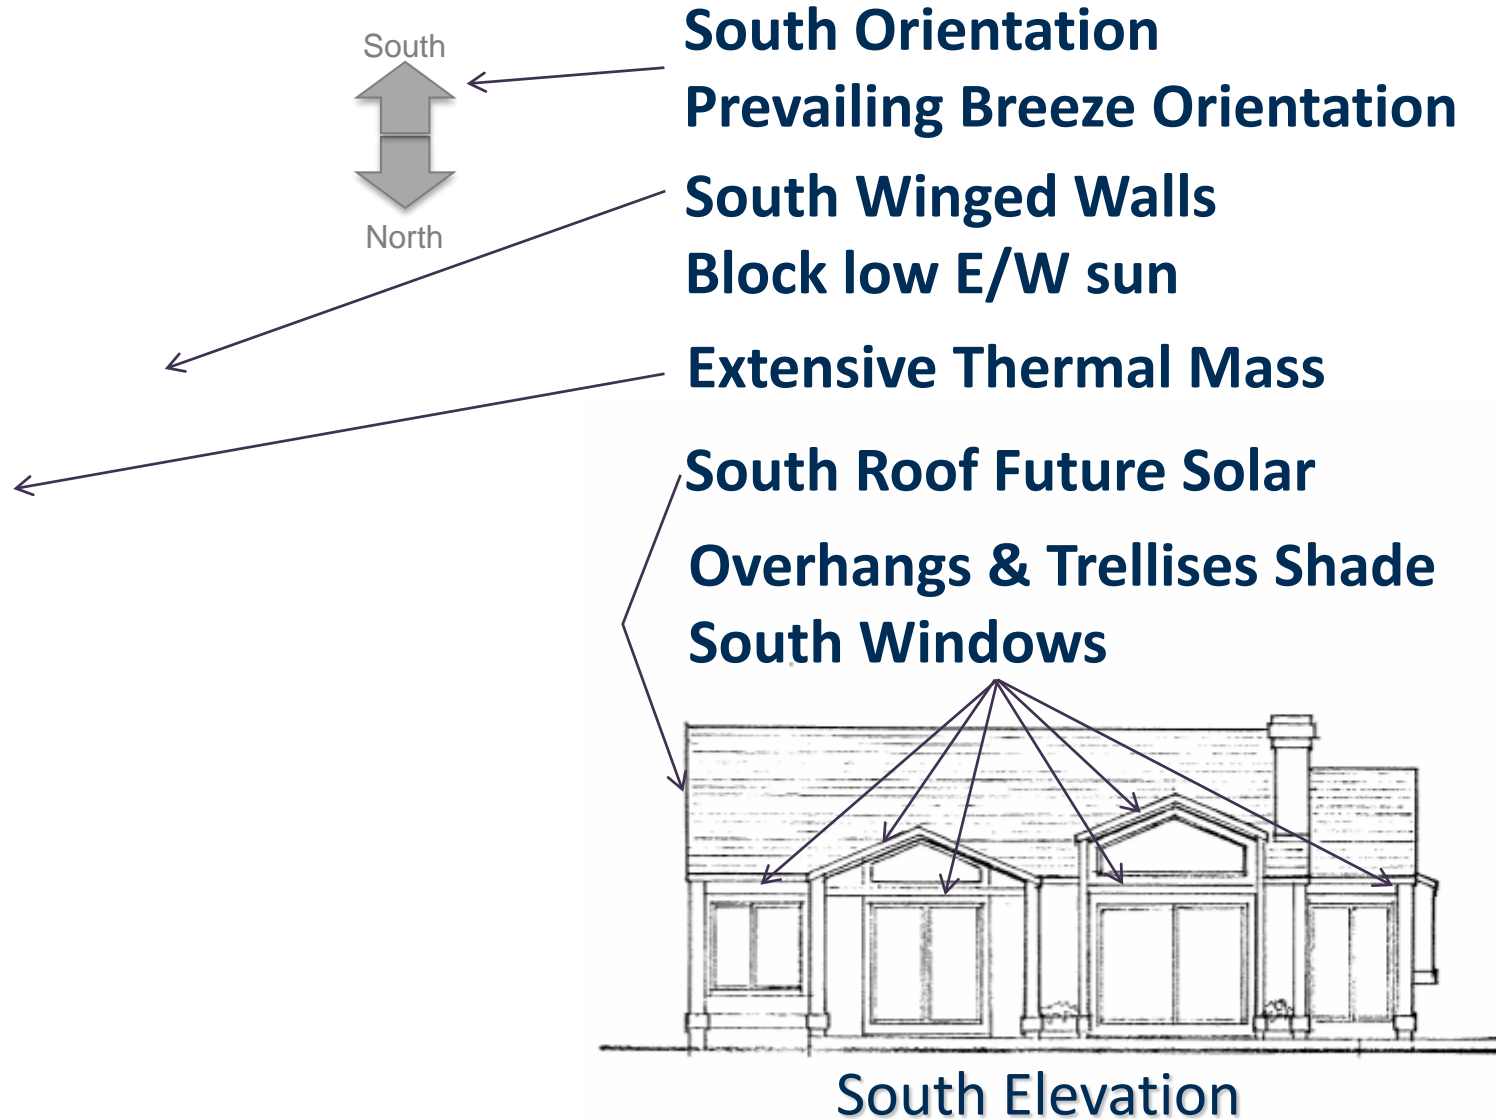 South
North
South Orientation
Prevailing Breeze Orientation
South Winged Walls
Block low E/W sun
Extensive Thermal Mass
South Roof Future Solar
Overhangs & Trellises Shade
South Windows
South Elevation